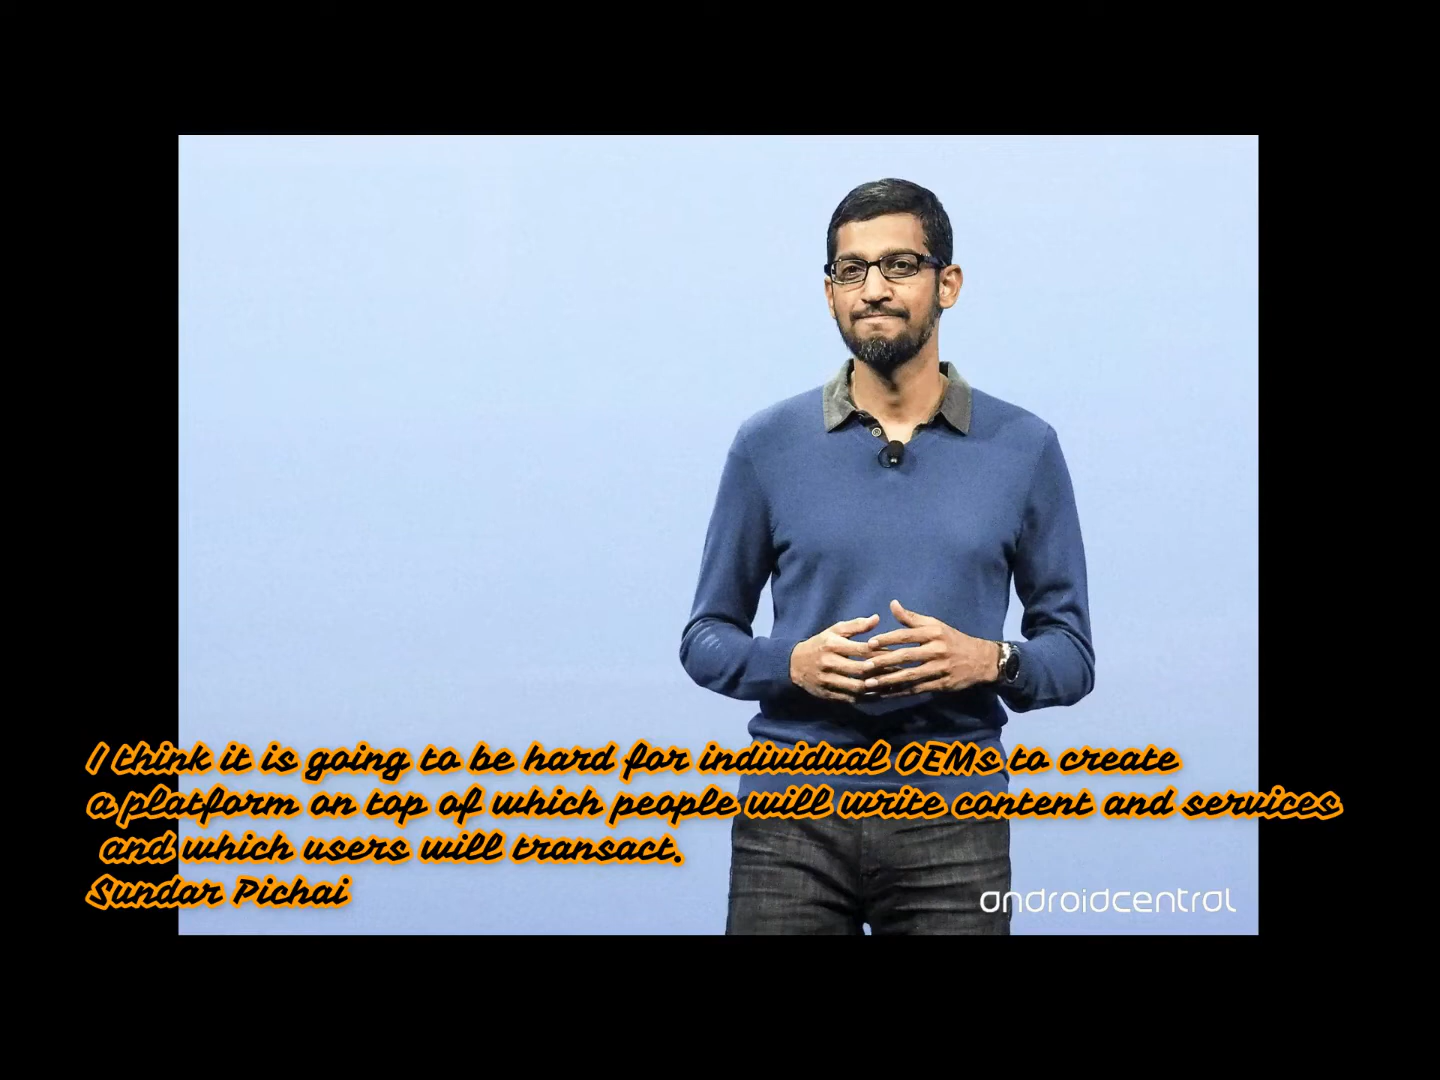 I think it is going to be hard for individual OEMs to create
a platform on top of which people will write content and services
and which users will transact.
Sundar Pichai
androidcentral